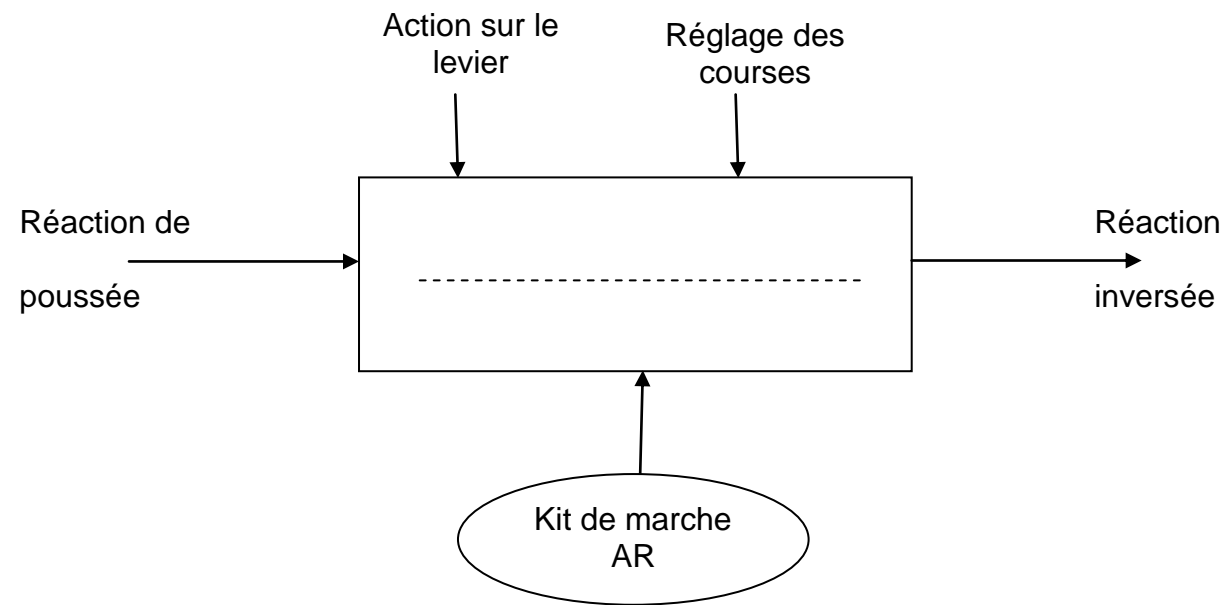 Action sur le
levier
Réglage des
courses
Réaction de
poussée
Réaction
inversée
Kit de marche
AR